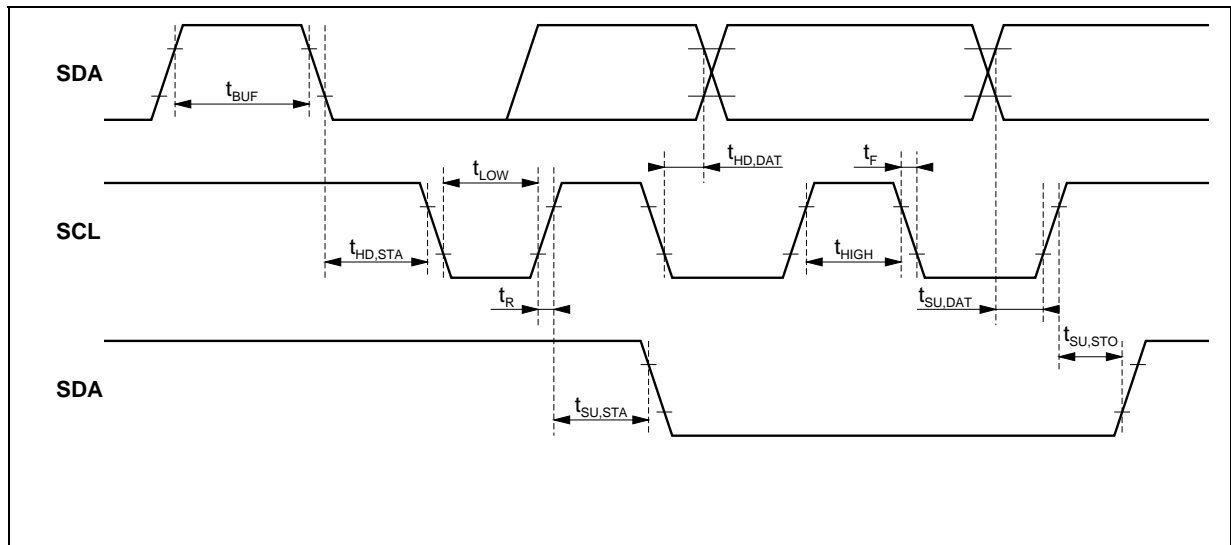 SDA
t_BUF
t_HD,DAT
t_F
t_LOW
SCL
t_HD,STA
t_HIGH
t_R
t_SU,DAT
t_SU,STO
SDA
t_SU,STA